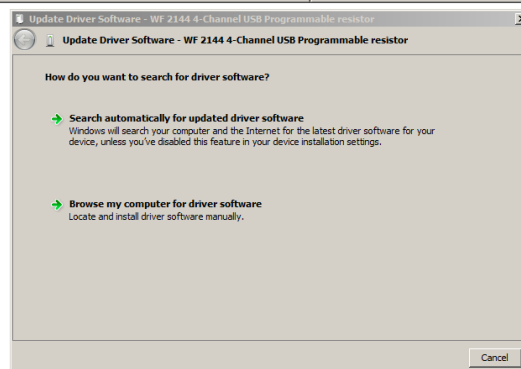 Update Driver Software - WF 2144 4-Channel USB Programmable resistor
Update Driver Software - WF 2144 4-Channel USB Programmable resistor
How do you want to search for driver software?
Search automatically for updated driver software
Windows will search your computer and the Internet for the latest driver software for your
device, unless you've disabled this feature in your device installation settings.
Browse my computer for driver software
Locate and install driver software manually.
Cancel